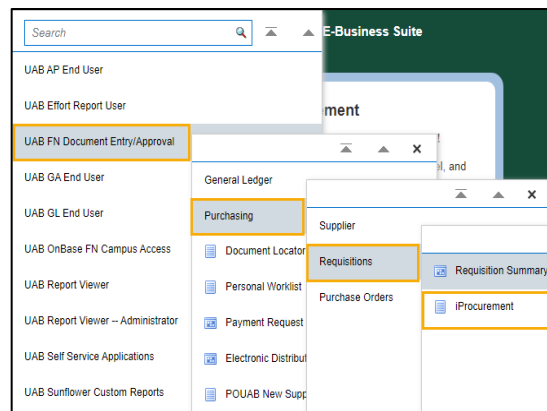 Search
E-Business Suite
UAB AP End User
UAB Effort Report User
ment
UAB FN Document Entry/Approval
el, and
UAB GA End User
General Ledger
UAB GL End User
Purchasing
Supplier
UAB OnBase FN Campus Access
Document Locator
Requisitions
Requisition Summary
UAB Report Viewer
Personal Worklist
Purchase Orders
iProcurement
UAB Report Viewer -- Administrator
Payment Request
UAB Self Service Applications
Electronic Distribut
UAB Sunflower Custom Reports
POUAB New Supp